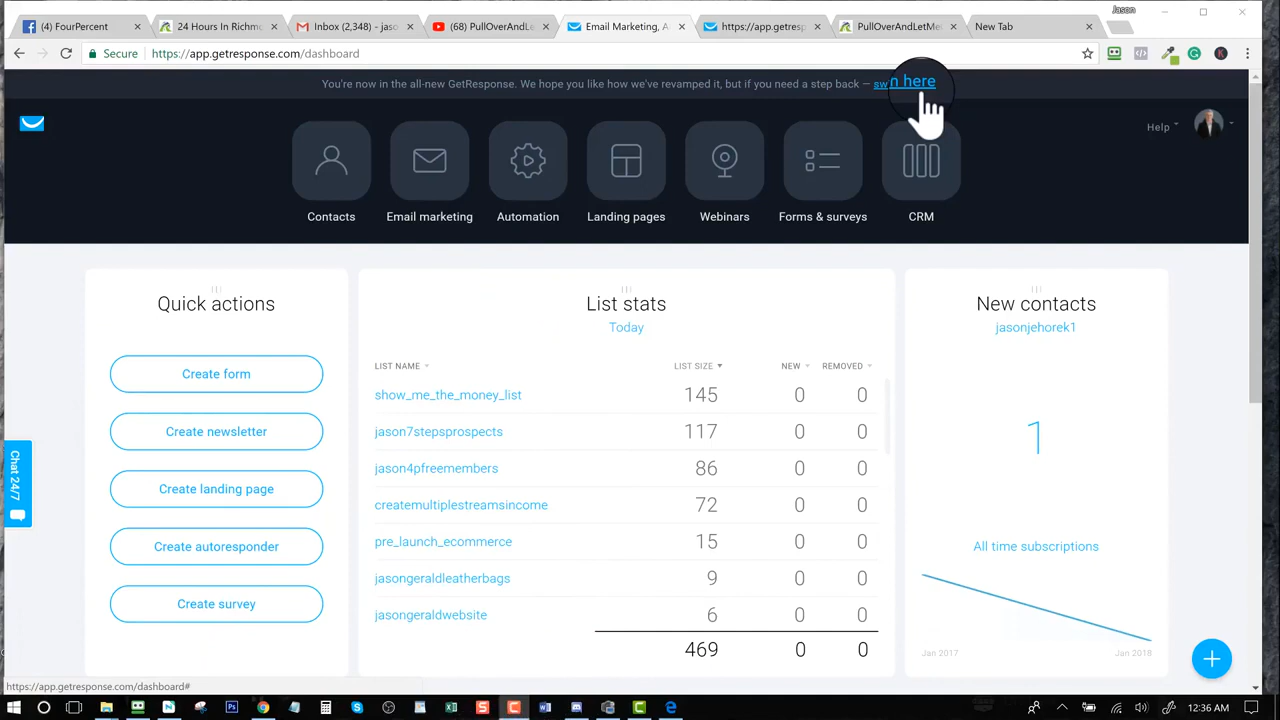 Jason
(4) FourPercent
24 Hours In Richmo
Inbox (2,348) - jaso
(68) PullOverAndLe
Email Marketing, A
https://app.getresp
PullOverAndLetMe
New Tab
Secure
https://app.getresponse.com/dashboard
You're now in the all-new GetResponse. We hope you like how we've revamped it, but if you need a step back — sw n here
Help
Contacts
Email marketing
Automation
Landing pages
Webinars
Forms & surveys
CRM
Quick actions
Create form
Create newsletter
Create landing page
Create autoresponder
Create survey
List stats
Today
LIST NAME LIST SIZE NEW REMOVED
show_me_the_money_list 145 0 0
jason7stepsprospects 117 0 0
jason4pfreemembers 86 0 0
createmultiplestreamsincome 72 0 0
pre_launch_ecommerce 15 0 0
jasongeraldleatherbags 9 0 0
jasongeraldwebsite 6 0 0
469 0 0
New contacts
jasonjehorek1
1
All time subscriptions
Jan 2017 Jan 2018
Chat 24/7
https://app.getresponse.com/dashboard#
12:36 AM